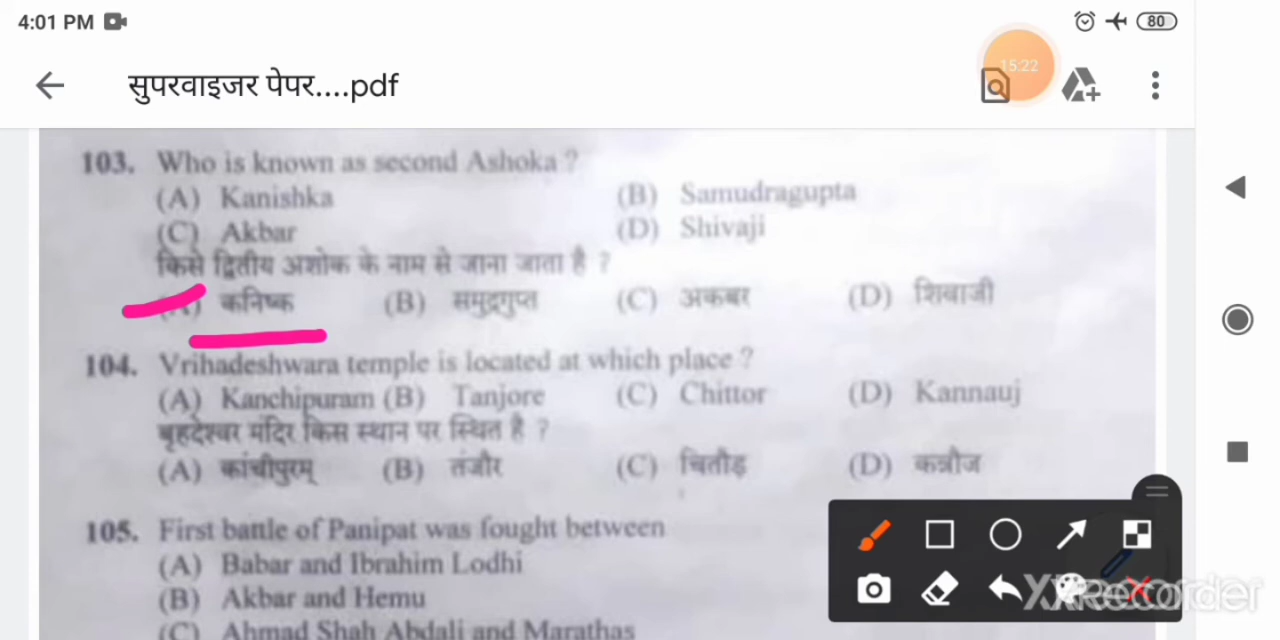 4:01 PM
80
15:22
सुपरवाइजर पेपर....pdf
103. Who is known as second Ashoka ?
(A) Kanishka (B) Samudragupta
(C) Akbar (D) Shivaji
किसे द्वितीय अशोक के नाम से जाना जाता है ?
(A) कनिष्क (B) समुद्रगुप्त (C) अकबर (D) शिवाजी
104. Vrihadeshwara temple is located at which place ?
(A) Kanchipuram (B) Tanjore (C) Chittor (D) Kannauj
बृहदेश्वर मंदिर किस स्थान पर स्थित है ?
(A) कांचीपुरम् (B) तंजौर (C) चितौड़ (D) कन्नौज
105. First battle of Panipat was fought between
(A) Babar and Ibrahim Lodhi
(B) Akbar and Hemu
(C) Ahmad Shah Abdali and Marathas
XRecorder